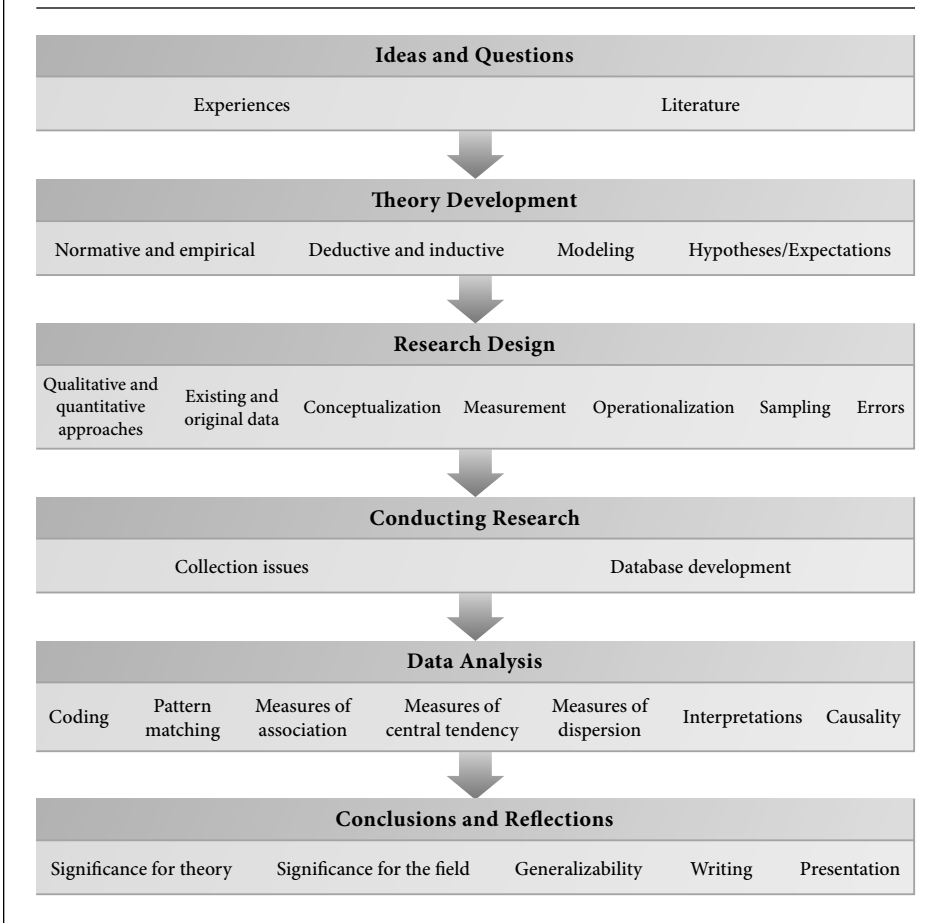 Ideas and Questions
Experiences Literature
Theory Development
Normative and empirical Deductive and inductive Modeling Hypotheses/Expectations
Research Design
Qualitative and
quantitative
approaches
Existing and
original data
Conceptualization Measurement Operationalization Sampling Errors
Conducting Research
Collection issues Database development
Data Analysis
Coding
Pattern
matching
Measures of
association
Measures of
central tendency
Measures of
dispersion
Interpretations Causality
Conclusions and Reflections
Significance for theory Significance for the field Generalizability Writing Presentation